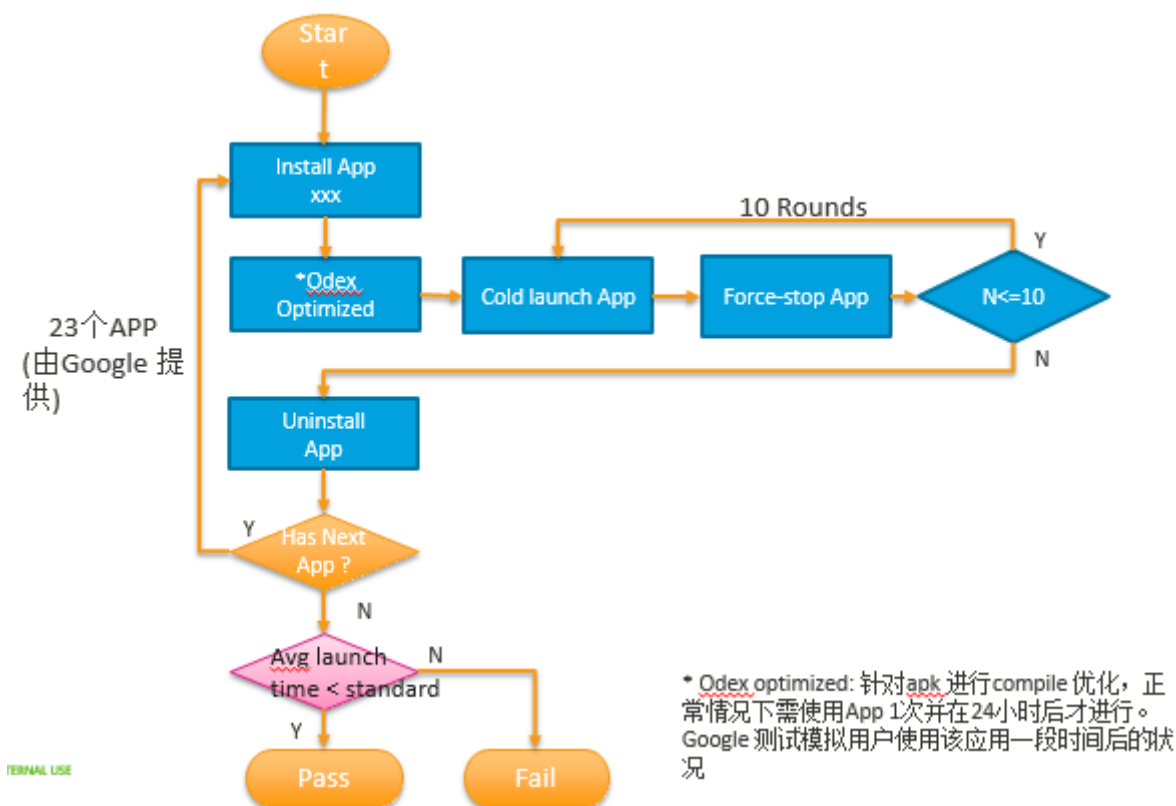 Star
t
Install App
xxx
10 Rounds
Y
*Odex
Optimized
Cold launch App
Force-stop App
N<=10
23个APP
(由Google 提
供)
N
Uninstall
App
Y
Has Next
App ?
N
Avg launch
time < standard
N
* Odex optimized: 针对apk 进行compile 优化，正
常情况下需使用App 1次并在24小时后才进行。
Google 测试模拟用户使用该应用一段时间后的状
况
Y
Pass
Fail
TERNAL USE